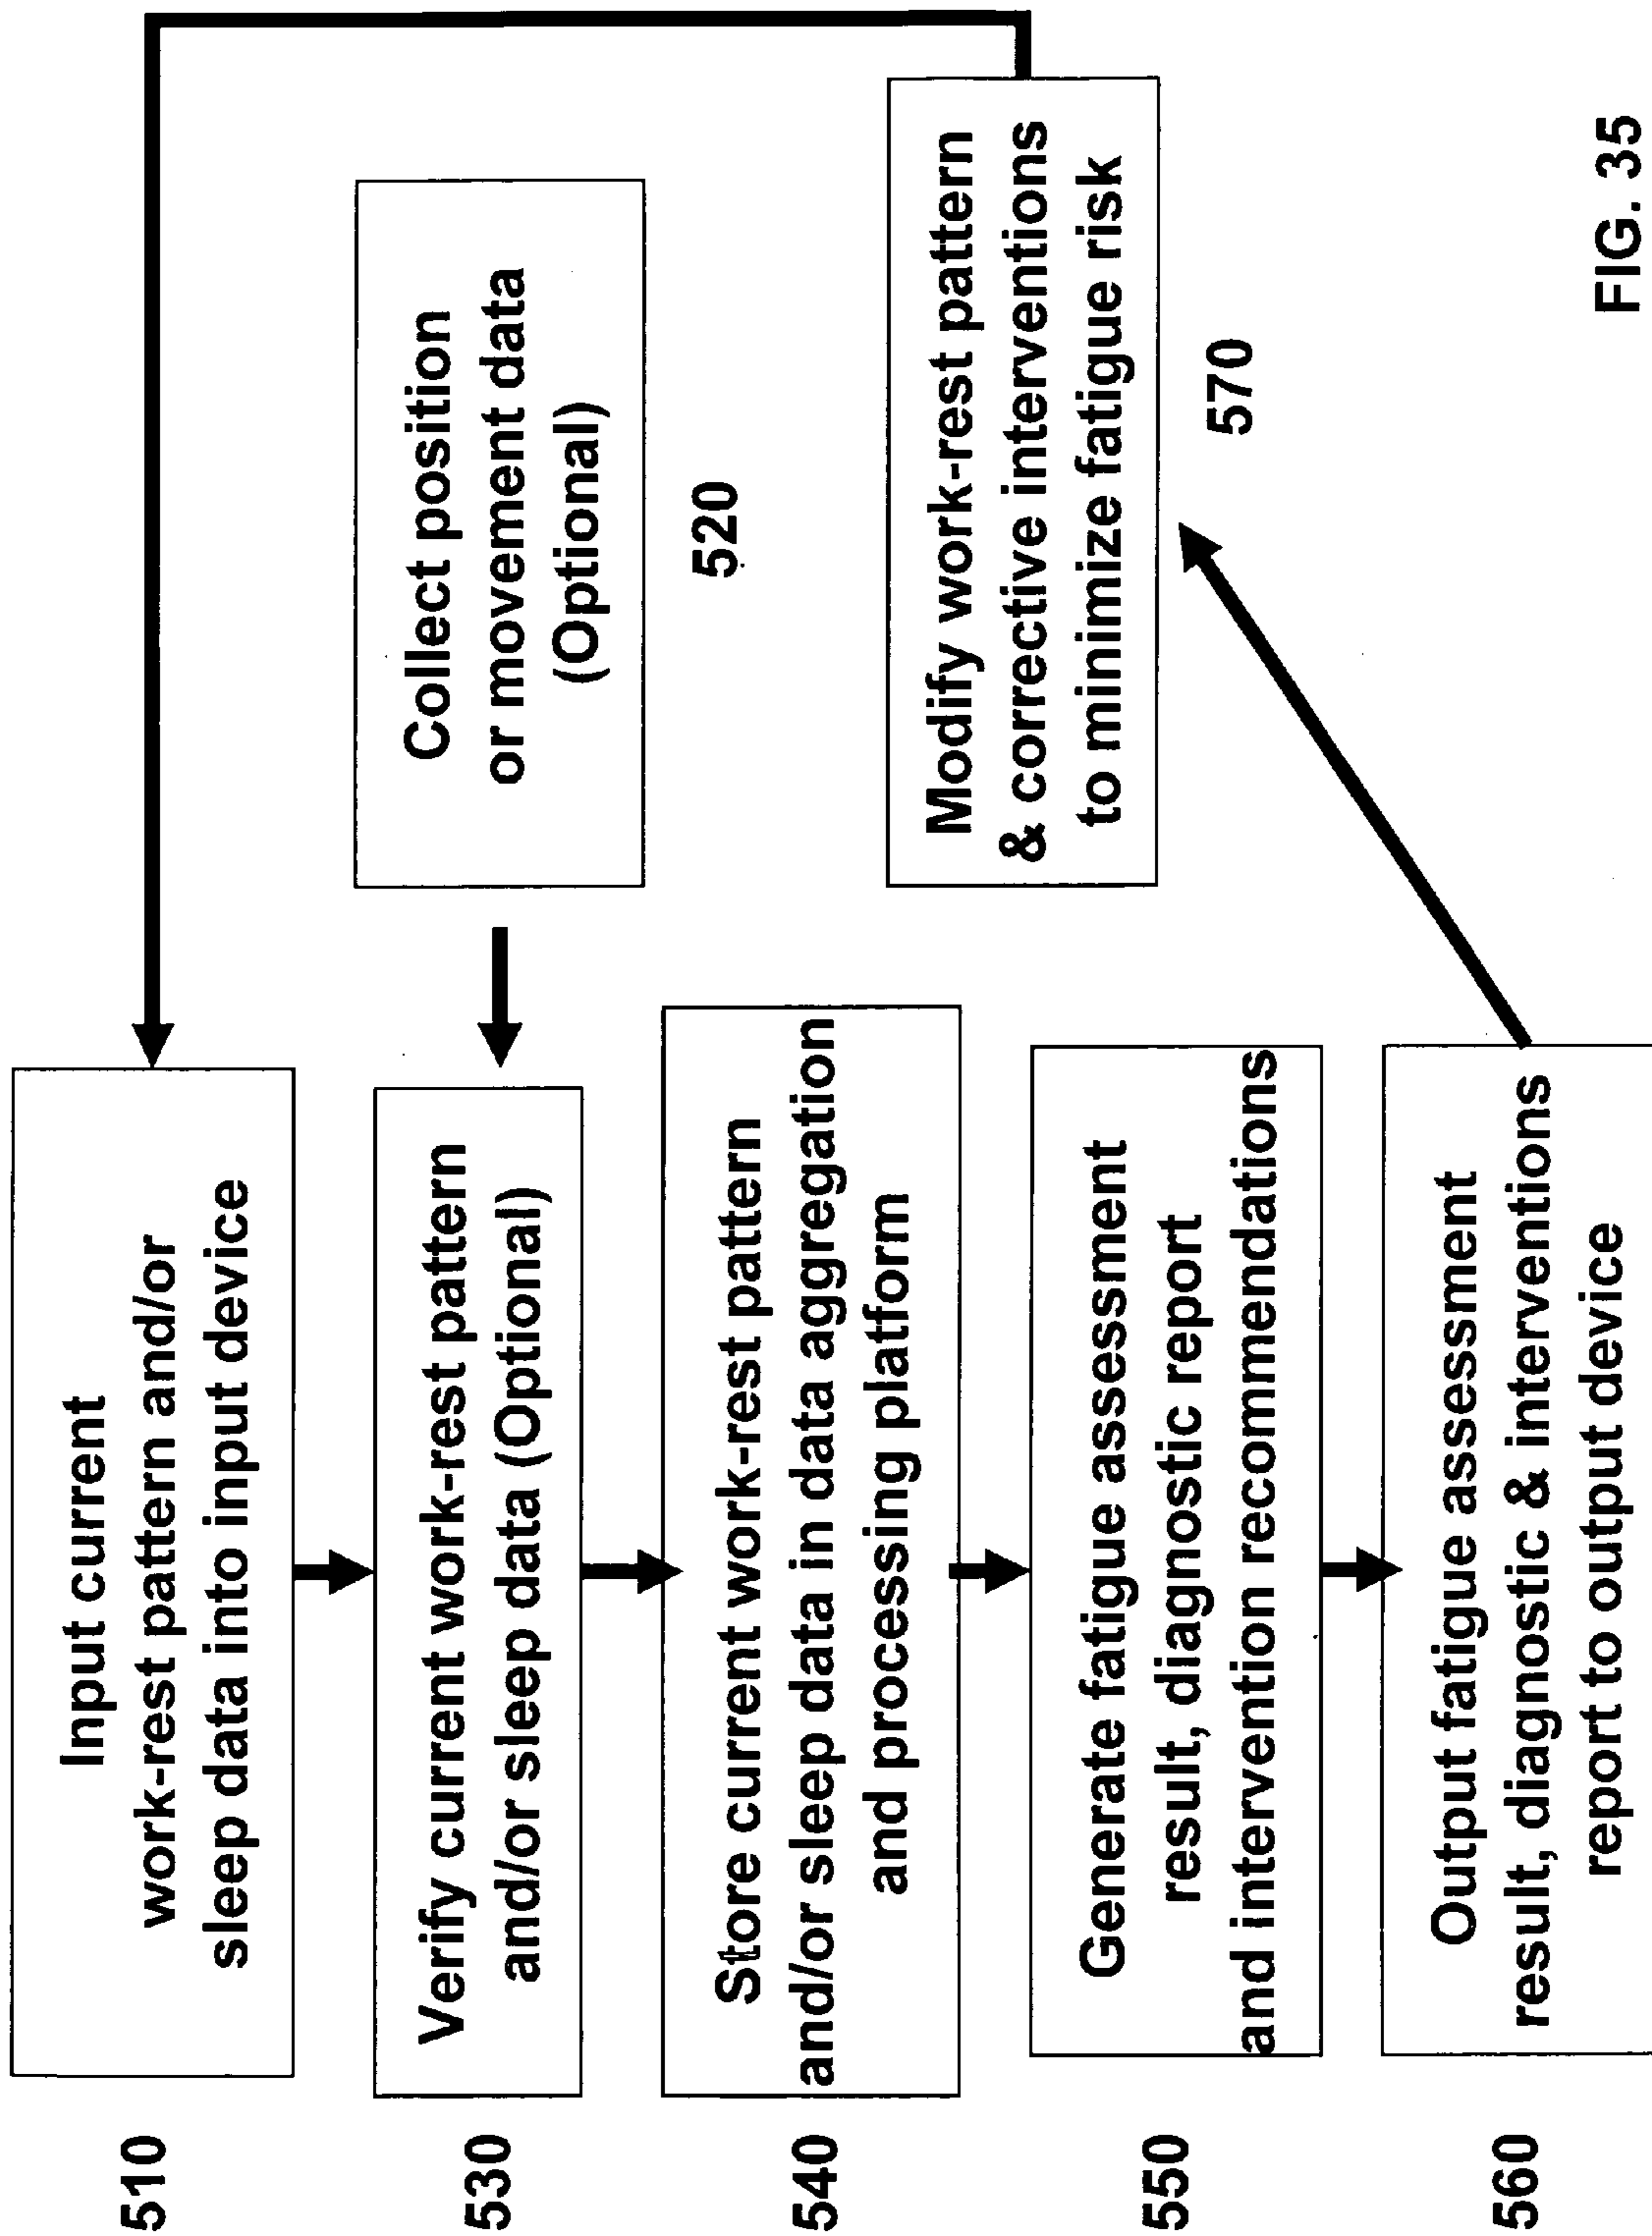 510
Input current
work-rest pattern and/or
sleep data into input device
530
Verify current work-rest pattern
and/or sleep data (Optional)
Collect position
or movement data
(Optional)
520
540
Store current work-rest pattern
and/or sleep data in data aggregation
and processing platform
550
Generate fatigue assessment
result, diagnostic report
and intervention recommendations
560
Output fatigue assessment
result, diagnostic & interventions
report to output device
Modify work-rest pattern
& corrective interventions
to minimize fatigue risk
570
FIG. 35